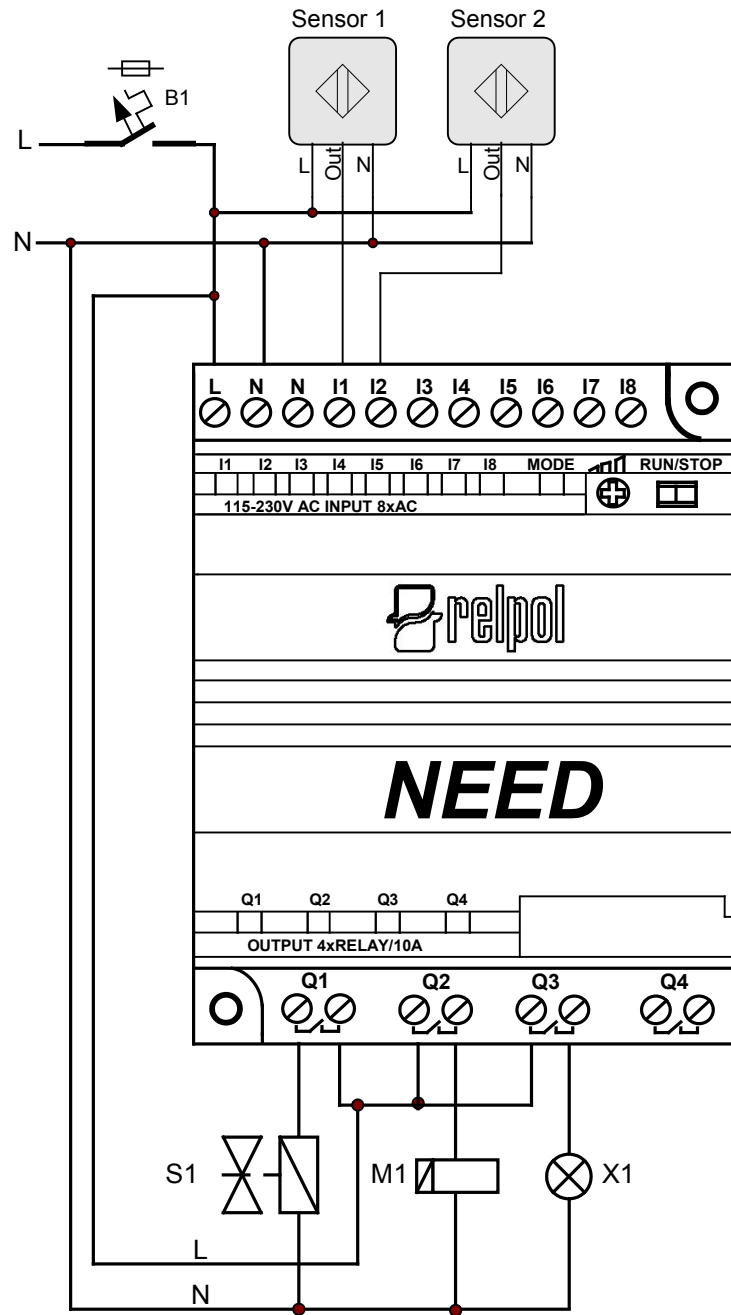 Sensor 1 Sensor 2
B1
L
L Out N L Out N
N
L N N I1 I2 I3 I4 I5 I6 I7 I8
I1 I2 I3 I4 I5 I6 I7 I8 MODE RUN/STOP
115-230V AC INPUT 8xAC
relpol
NEED
Q1 Q2 Q3 Q4
OUTPUT 4xRELAY/10A
Q1 Q2 Q3 Q4
S1 M1 X1
L
N